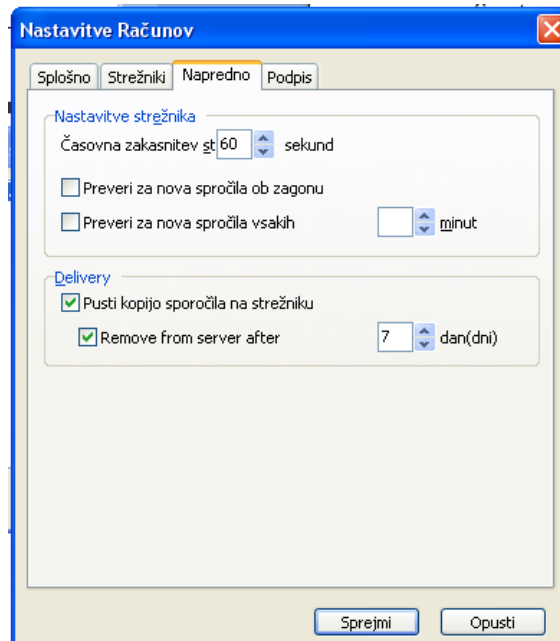 Nastavitve Računov
Splošno Strežniki Napredno Podpis
Nastavitve strežnika
Časovna zakasnitev st 60 sekund
Preveri za nova spročila ob zagonu
Preveri za nova spročila vsakih minut
Delivery
Pusti kopijo sporočila na strežniku
Remove from server after 7 dan(dni)
Sprejmi Opusti